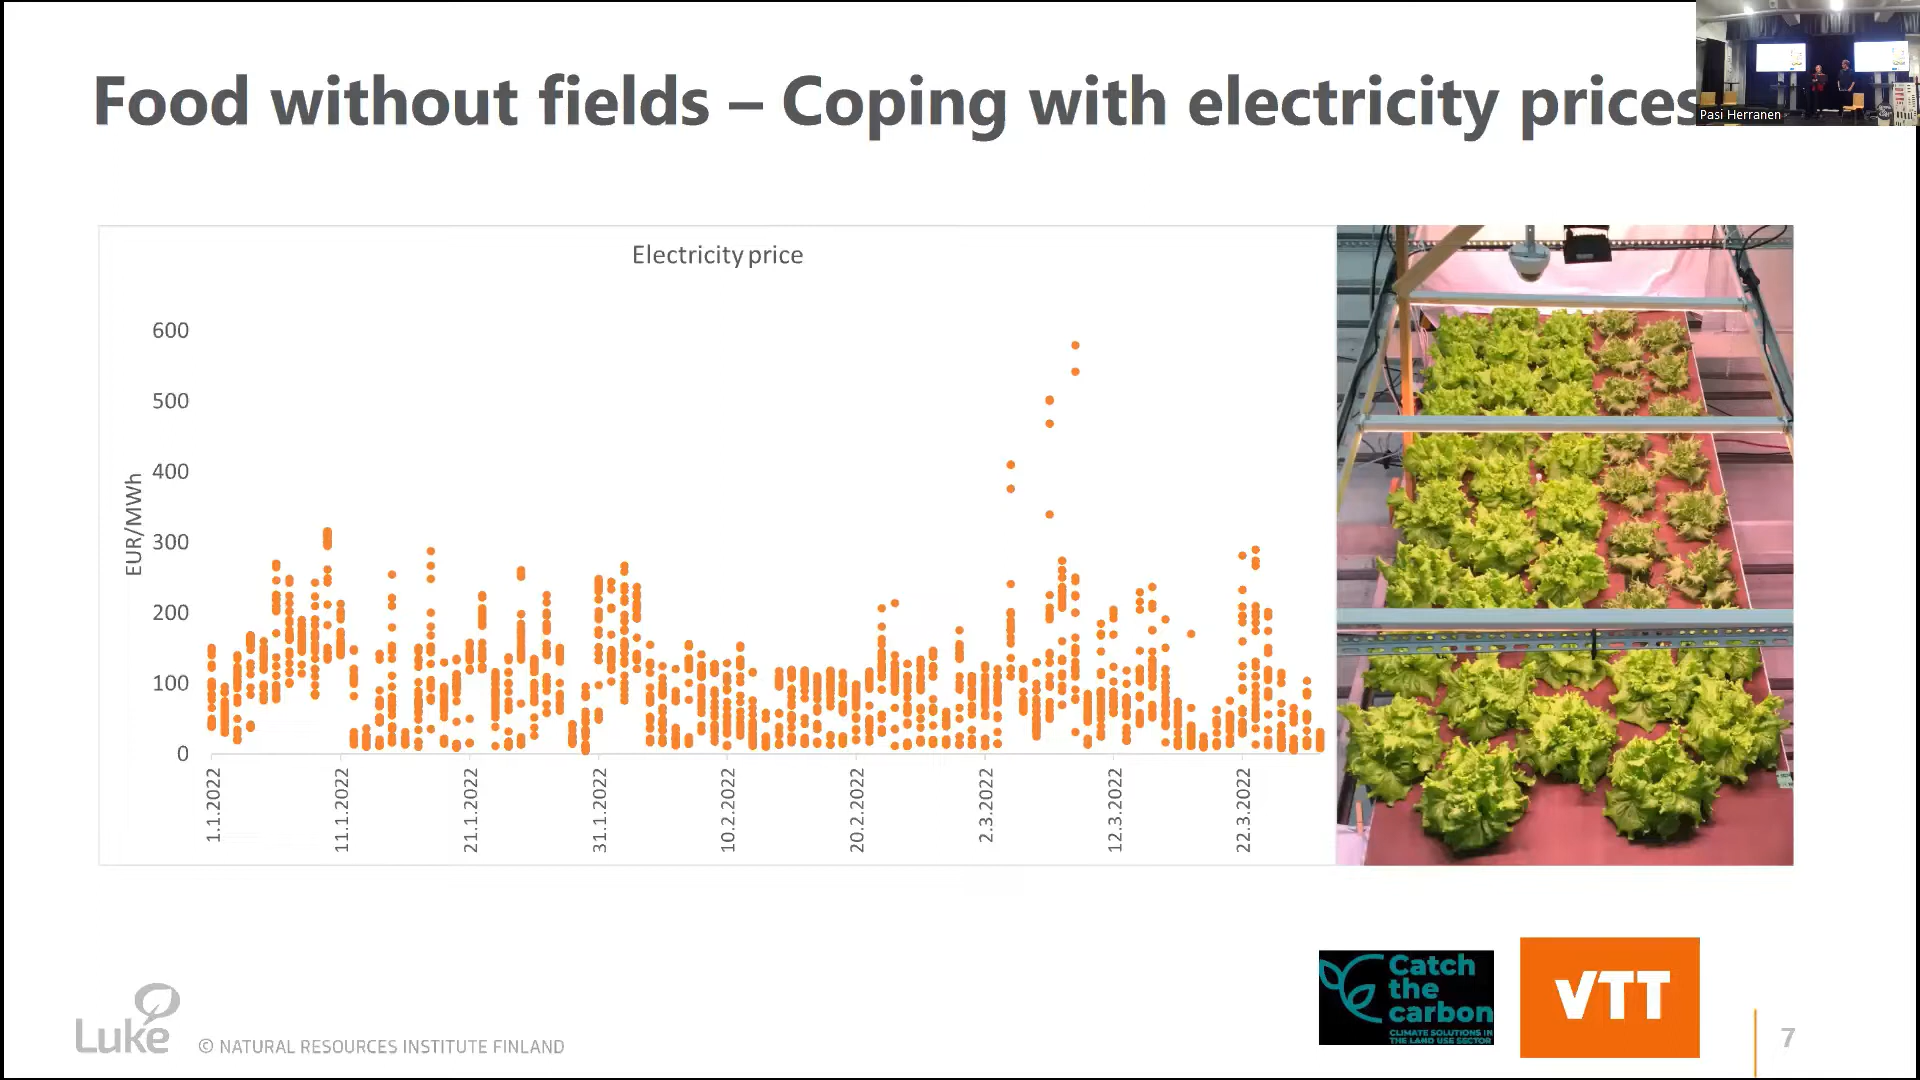 Food without fields – Coping with electricity prices
Pasi Herranen
Electricity price
EUR/MWh
600
500
400
300
200
100
0
1.1.2022
11.1.2022
21.1.2022
31.1.2022
10.2.2022
20.2.2022
2.3.2022
12.3.2022
22.3.2022
Luke
© NATURAL RESOURCES INSTITUTE FINLAND
Catch
the
carbon
CLIMATE SOLUTIONS IN
THE LAND USE SECTOR
VTT
7